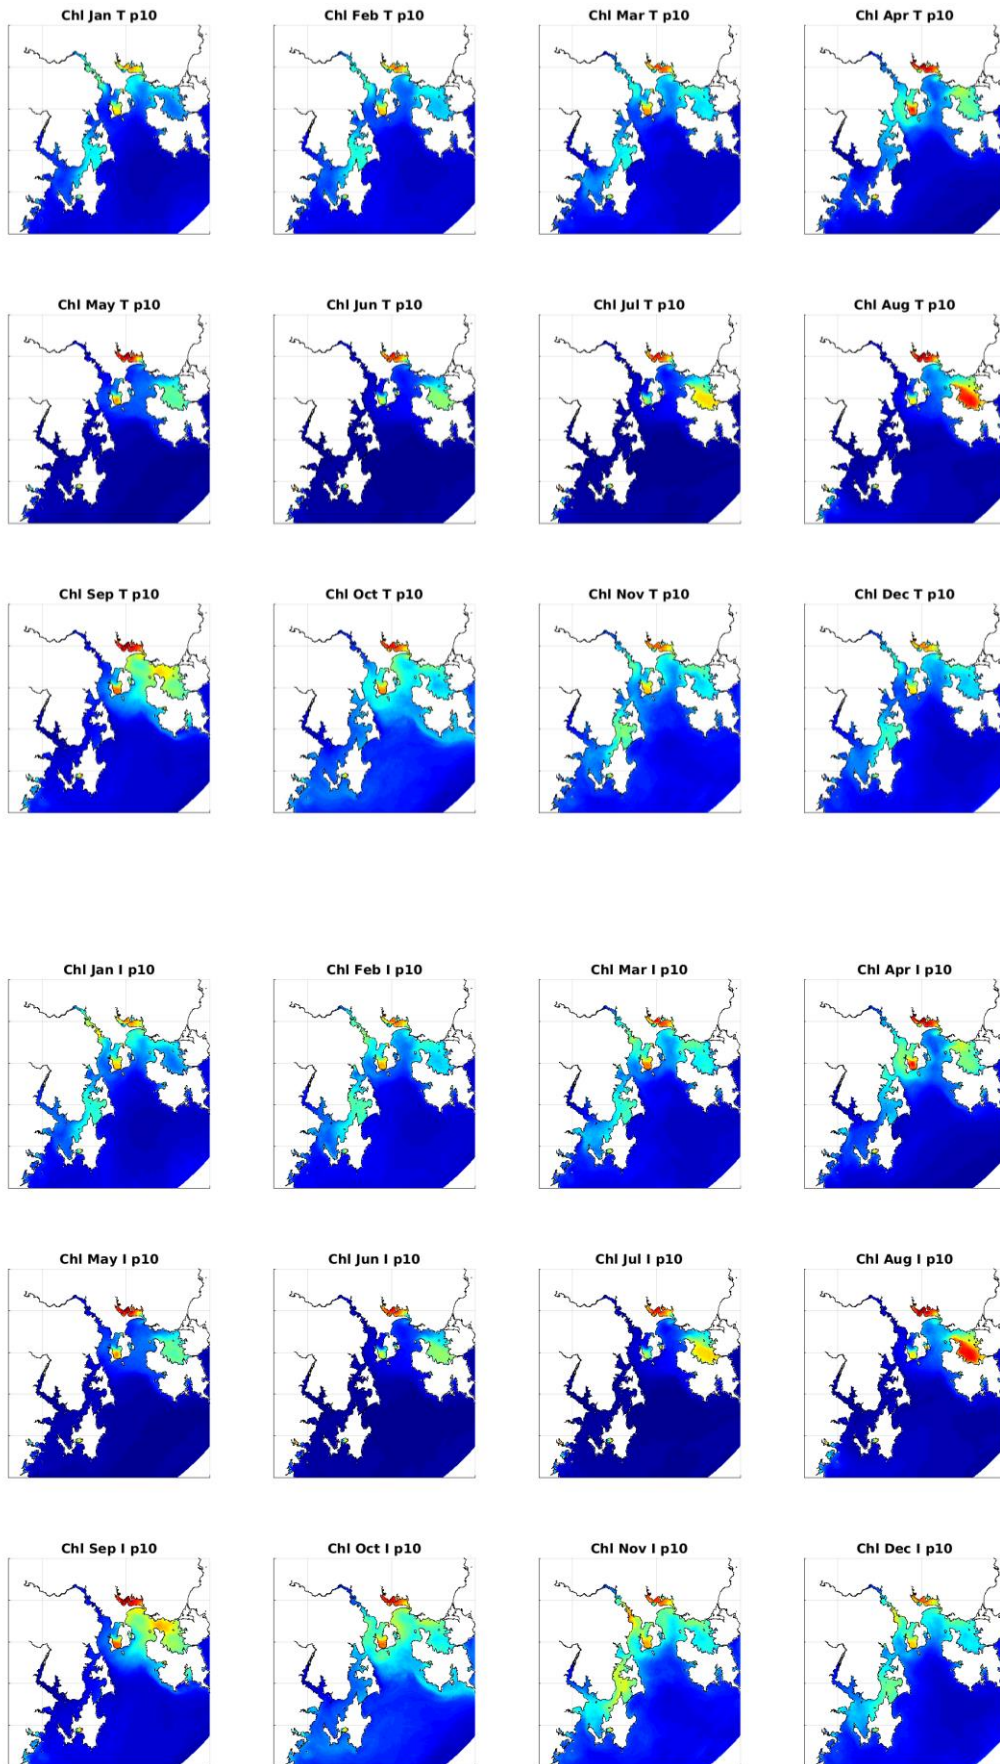 Chl Jan T p10 Chl Feb T p10 Chl Mar T p10 Chl Apr T p10
Chl May T p10 Chl Jun T p10 Chl Jul T p10 Chl Aug T p10
Chl Sep T p10 Chl Oct T p10 Chl Nov T p10 Chl Dec T p10
Chl Jan I p10 Chl Feb I p10 Chl Mar I p10 Chl Apr I p10
Chl May I p10 Chl Jun I p10 Chl Jul I p10 Chl Aug I p10
Chl Sep I p10 Chl Oct I p10 Chl Nov I p10 Chl Dec I p10